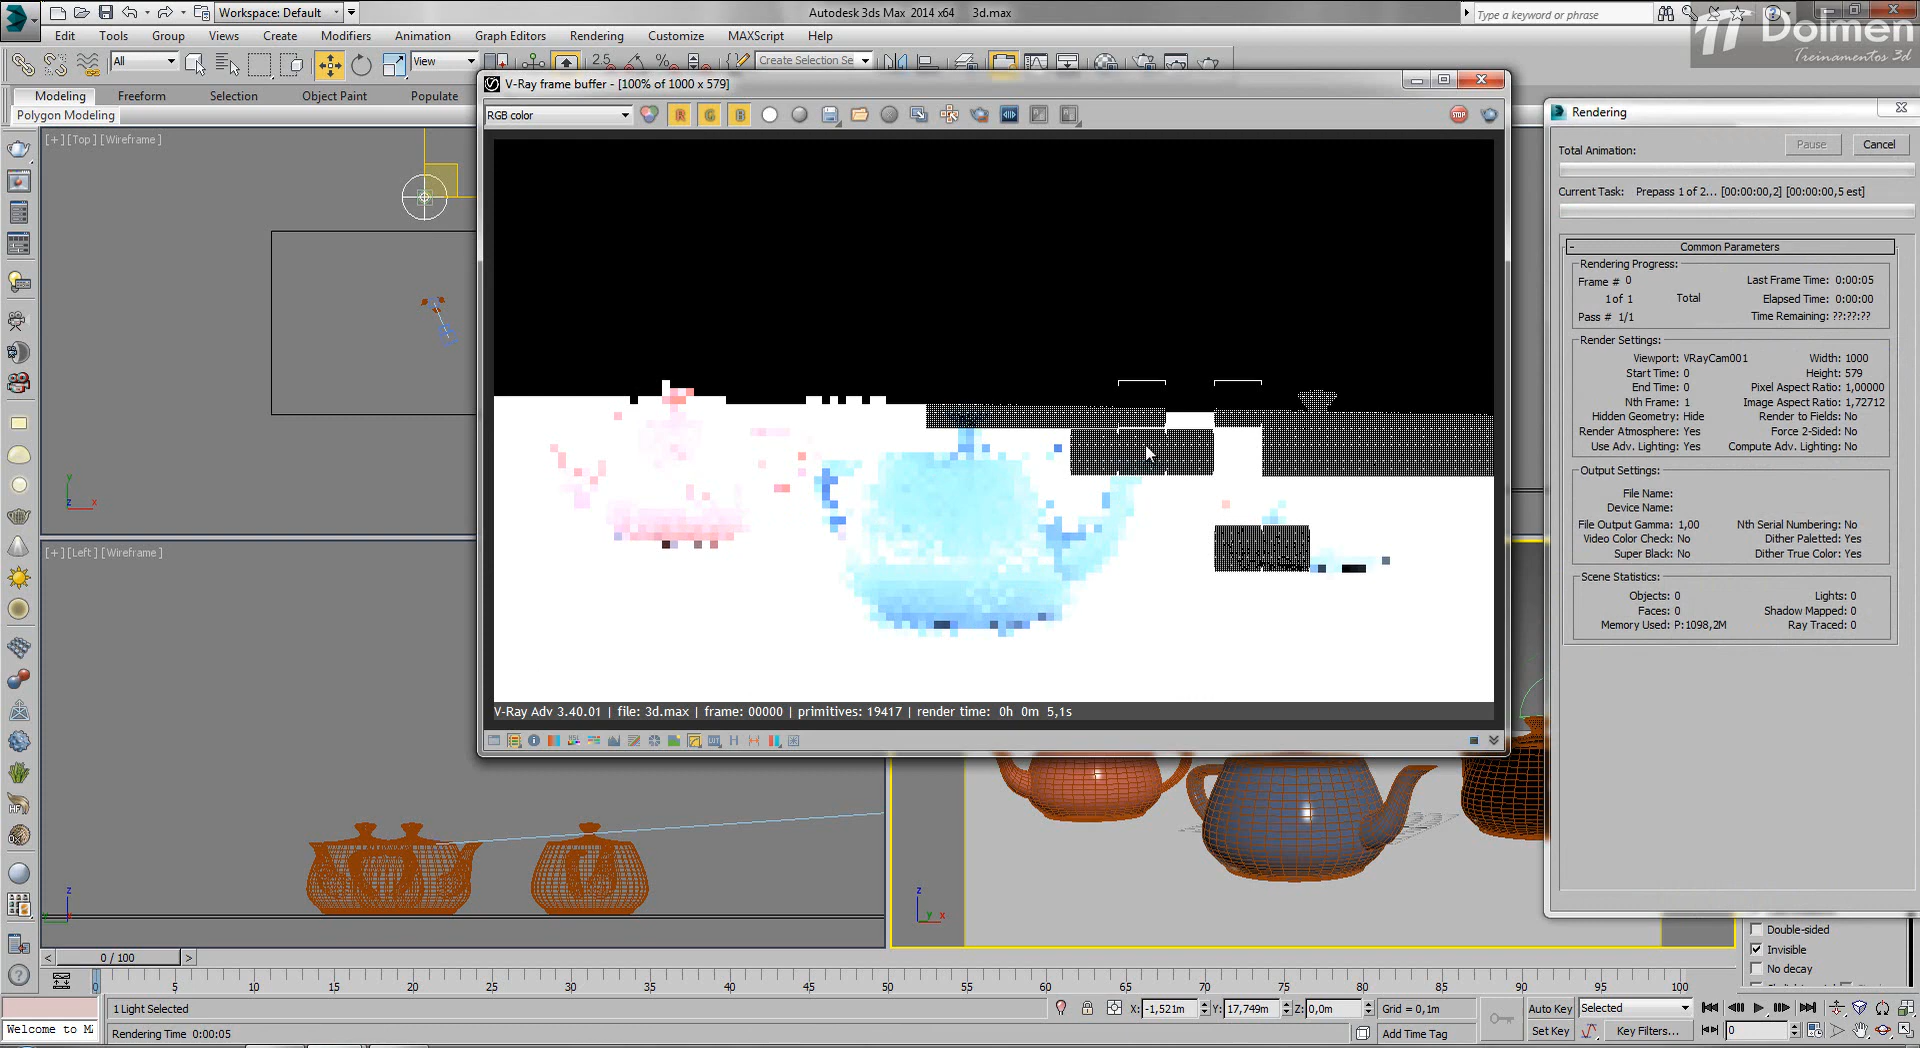 Workspace: Default
Autodesk 3ds Max 2014 x64 3d.max
Type a keyword or phrase
Dolmen
Treinamentos 3d
Edit Tools Group Views Create Modifiers Animation Graph Editors Rendering Customize MAXScript Help
All
View
2.5
Create Selection Se
Modeling Freeform Selection Object Paint Populate
Polygon Modeling
V-Ray frame buffer - [100% of 1000 x 579]
RGB color
R G B
STOP
[+] [Top] [Wireframe]
y
z x
V-Ray Adv 3.40.01 | file: 3d.max | frame: 00000 | primitives: 19417 | render time: 0h 0m 5,1s
[+] [Left] [Wireframe]
z
y
z
y x
Rendering
Total Animation:
Pause Cancel
Current Task: Prepass 1 of 2... [00:00:00,2] [00:00:00,5 est]
- Common Parameters
Rendering Progress:
Frame # 0 Last Frame Time: 0:00:05
1 of 1 Total Elapsed Time: 0:00:00
Pass # 1/1 Time Remaining: ??:??:??
Render Settings:
Viewport: VRayCam001 Width: 1000
Start Time: 0 Height: 579
End Time: 0 Pixel Aspect Ratio: 1,00000
Nth Frame: 1 Image Aspect Ratio: 1,72712
Hidden Geometry: Hide Render to Fields: No
Render Atmosphere: Yes Force 2-Sided: No
Use Adv. Lighting: Yes Compute Adv. Lighting: No
Output Settings:
File Name:
Device Name:
File Output Gamma: 1,00 Nth Serial Numbering: No
Video Color Check: No Dither Paletted: Yes
Super Black: No Dither True Color: Yes
Scene Statistics:
Objects: 0 Lights: 0
Faces: 0 Shadow Mapped: 0
Memory Used: P:1098,2M Ray Traced: 0
Double-sided
Invisible
No decay
< 0 / 100 >
0 5 10 15 20 25 30 35 40 45 50 55 60 65 70 75 80 85 90 95 100
1 Light Selected
X: -1,521m Y: 17,749m Z: 0,0m Grid = 0,1m
Auto Key Selected
Welcome to MA
Rendering Time 0:00:05
Add Time Tag
Set Key Key Filters...
0